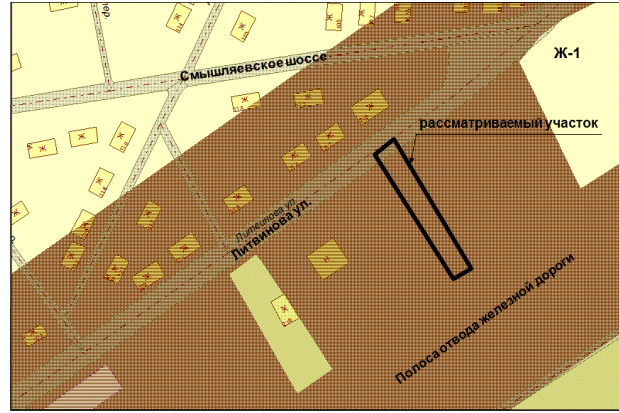 Смышляевское шоссе
Ж-1
рассматриваемый участок
Литвинова ул
Литвинова ул.
Полоса отвода железной дороги